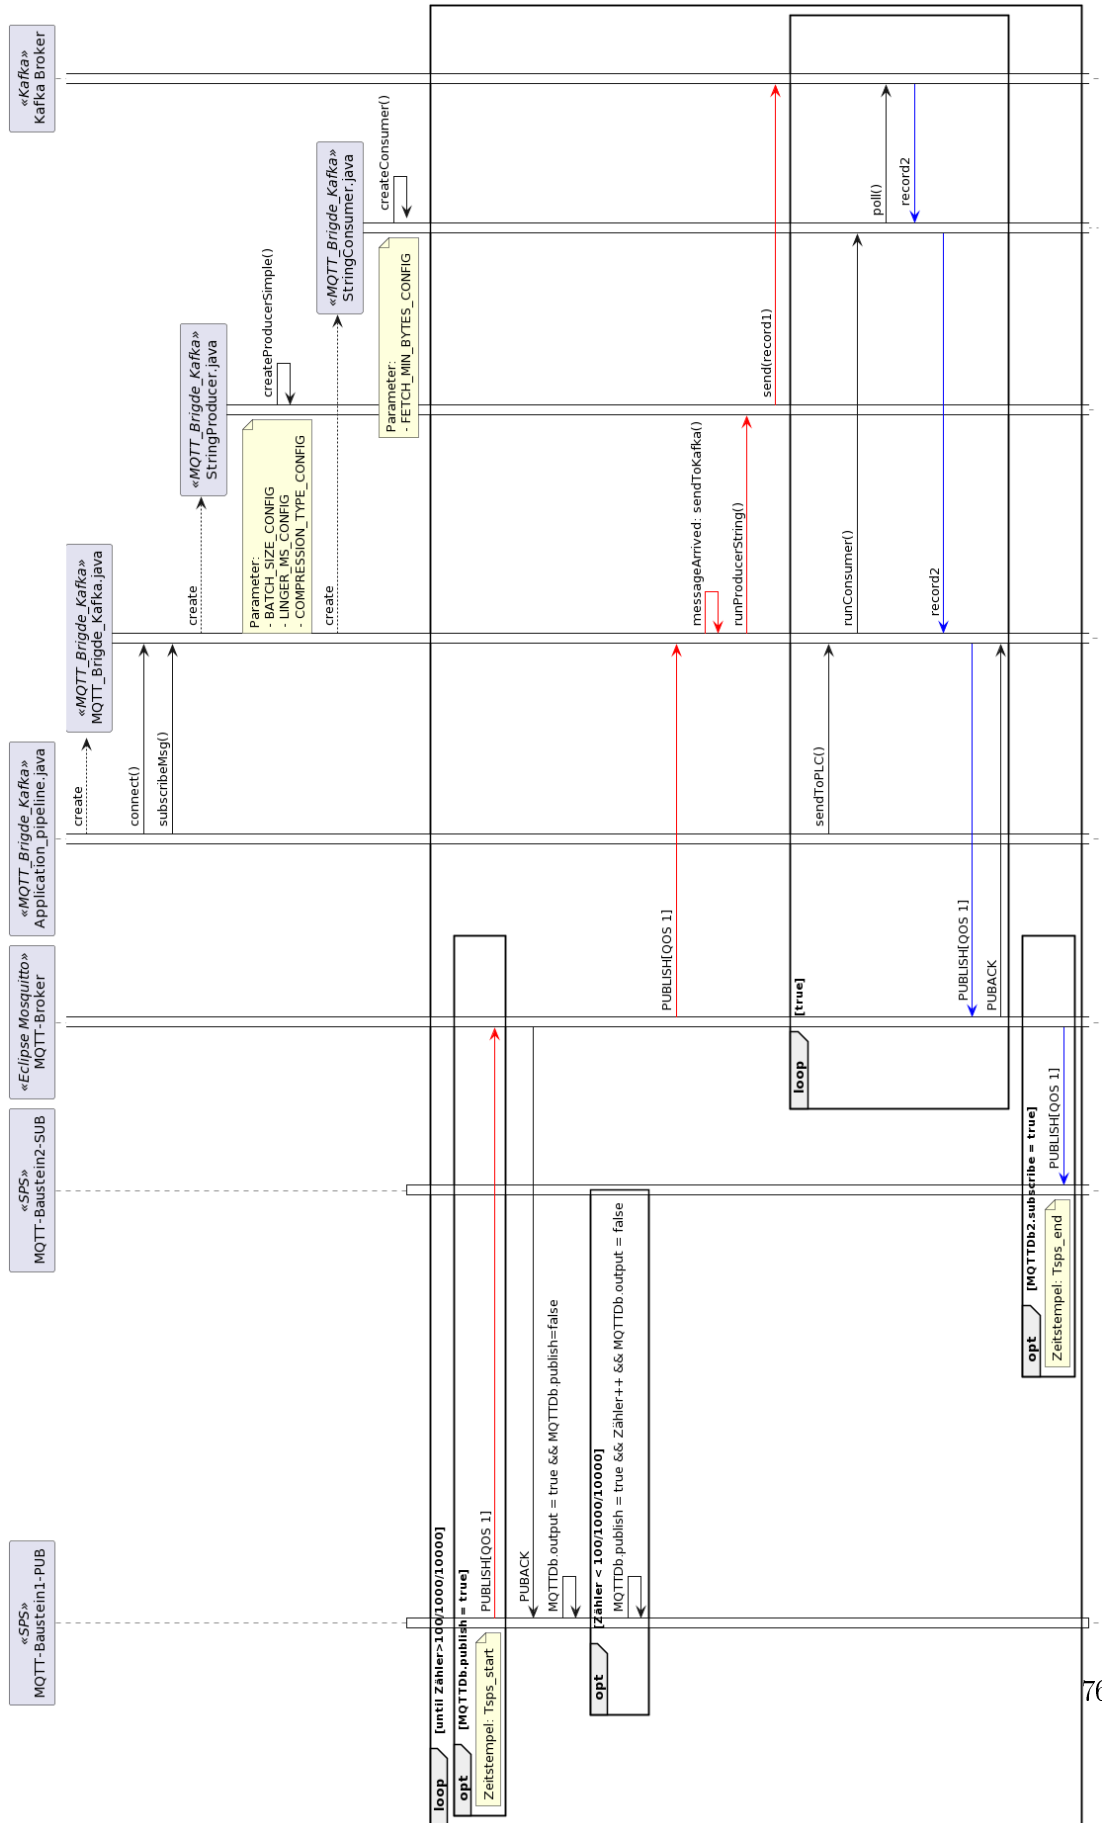 «SPS»
MQTT-Baustein1-PUB
«SPS»
MQTT-Baustein2-SUB
«Eclipse Mosquitto»
MQTT-Broker
«MQTT_Brigde_Kafka»
Application_pipeline.java
«Kafka»
Kafka Broker
create
«MQTT_Brigde_Kafka»
MQTT_Brigde_Kafka.java
connect()
subscribeMsg()
create
«MQTT_Brigde_Kafka»
StringProducer.java
createProducerSimple()
Parameter:
- BATCH_SIZE_CONFIG
- LINGER_MS_CONFIG
- COMPRESSION_TYPE_CONFIG
create
«MQTT_Brigde_Kafka»
StringConsumer.java
createConsumer()
Parameter:
- FETCH_MIN_BYTES_CONFIG
loop
[until Zähler>100/1000/10000]
opt
[MQTTDb.publish = true]
Zeitstempel: Tsps_start
PUBLISH[QOS 1]
PUBACK
MQTTDb.output = true && MQTTDb.publish=false
opt
[Zähler < 100/1000/10000]
MQTTDb.publish = true && Zähler++ && MQTTDb.output = false
PUBLISH[QOS 1]
messageArrived: sendToKafka()
runProducerString()
send(record1)
loop
[true]
sendToPLC()
runConsumer()
poll()
record2
record2
PUBLISH[QOS 1]
PUBACK
opt
[MQTTDb2.subscribe = true]
Zeitstempel: Tsps_end
PUBLISH[QOS 1]
76